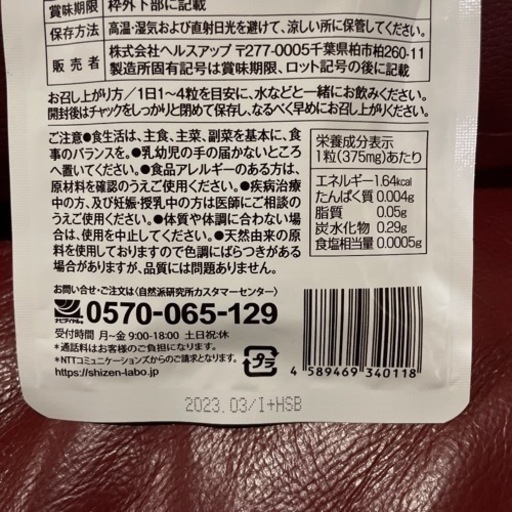 賞味期限 枠外下部に記載
保存方法 高温・湿気および直射日光を避けて、涼しい所に保管してください。
販売者 株式会社ヘルスアップ 〒277-0005千葉県柏市柏260-11
製造所固有記号は賞味期限、ロット記号の後に記載
お召し上がり方/1日1〜4粒を目安に、水などと一緒にお飲みください。
開封後はチャックをしっかりと閉めて保存し、なるべく早めにお召し上がりください。
ご注意●食生活は、主食、主菜、副菜を基本に、食
事のバランスを。●乳幼児の手の届かないところ
へ置いてください。●食品アレルギーのある方は、
原材料を確認のうえご使用ください。●疾病治療
中の方、及び妊娠・授乳中の方は医師にご相談の
うえご使用ください。●体質や体調に合わない場
合は、使用を中止してください。●天然由来の原
料を使用しておりますので色調にばらつきがある
場合がありますが、品質には問題ありません。
栄養成分表示
1粒(375mg)あたり
エネルギー1.64kcal
たんぱく質 0.004g
脂質 0.05g
炭水化物 0.29g
食塩相当量 0.0005g
お問い合せ・ご注文は〈自然派研究所カスタマーセンター〉
ナビダイヤル 0570-065-129
受付時間 月〜金 9:00-18:00 土日祝:休
*通話料はお客様のご負担になります。
*NTTコミュニケーションズからのご請求となります。
https://shizen-labo.jp/
プラ
4 589469 340118
2023.03/I+HSB